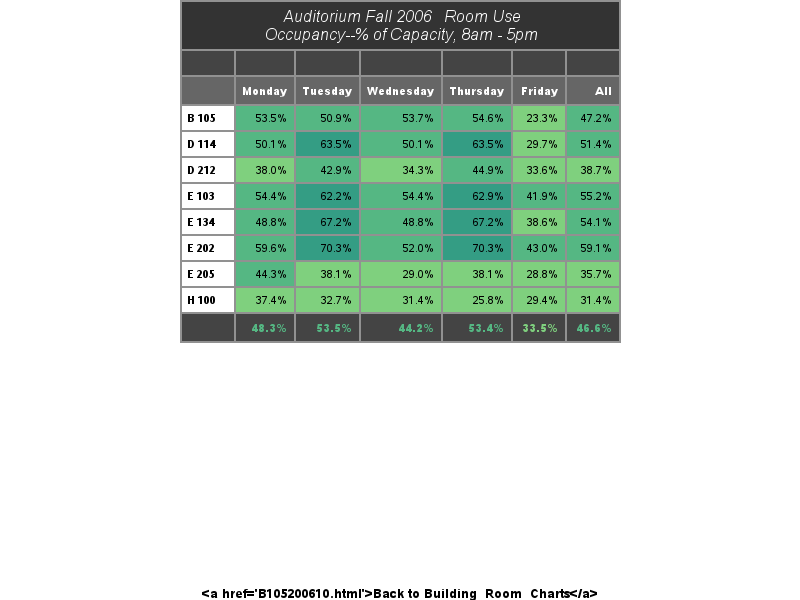 Auditorium Fall 2006 Room Use
Occupancy--% of Capacity, 8am - 5pm
Monday Tuesday Wednesday Thursday Friday All
B 105 53.5% 50.9% 53.7% 54.6% 23.3% 47.2%
D 114 50.1% 63.5% 50.1% 63.5% 29.7% 51.4%
D 212 38.0% 42.9% 34.3% 44.9% 33.6% 38.7%
E 103 54.4% 62.2% 54.4% 62.9% 41.9% 55.2%
E 134 48.8% 67.2% 48.8% 67.2% 38.6% 54.1%
E 202 59.6% 70.3% 52.0% 70.3% 43.0% 59.1%
E 205 44.3% 38.1% 29.0% 38.1% 28.8% 35.7%
H 100 37.4% 32.7% 31.4% 25.8% 29.4% 31.4%
48.3% 53.5% 44.2% 53.4% 33.5% 46.6%
<a href='B105200610.html'>Back to Building Room Charts</a>